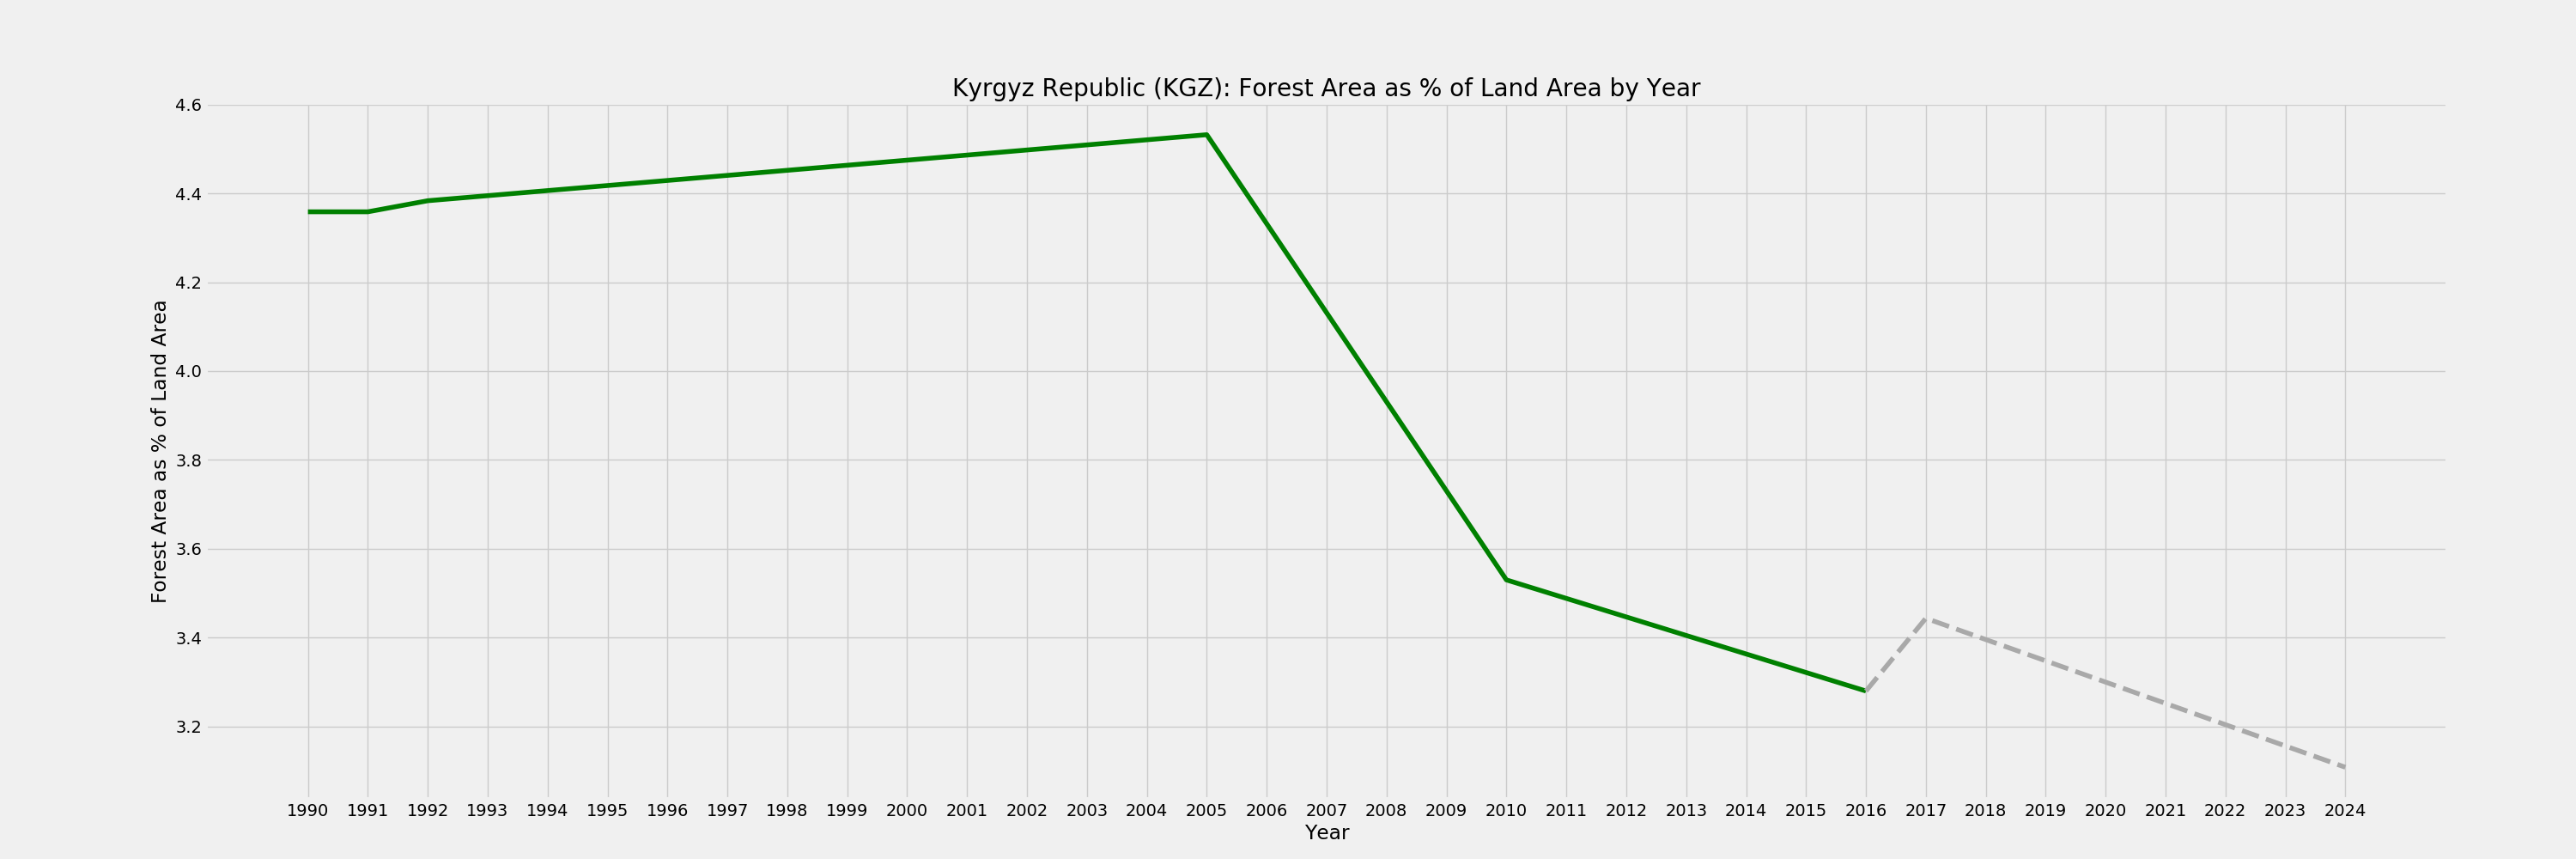 Kyrgyz Republic (KGZ): Forest Area as % of Land Area by Year
Forest Area as % of Land Area
4.6
4.4
4.2
4.0
3.8
3.6
3.4
3.2
1990 1991 1992 1993 1994 1995 1996 1997 1998 1999 2000 2001 2002 2003 2004 2005 2006 2007 2008 2009 2010 2011 2012 2013 2014 2015 2016 2017 2018 2019 2020 2021 2022 2023 2024
Year